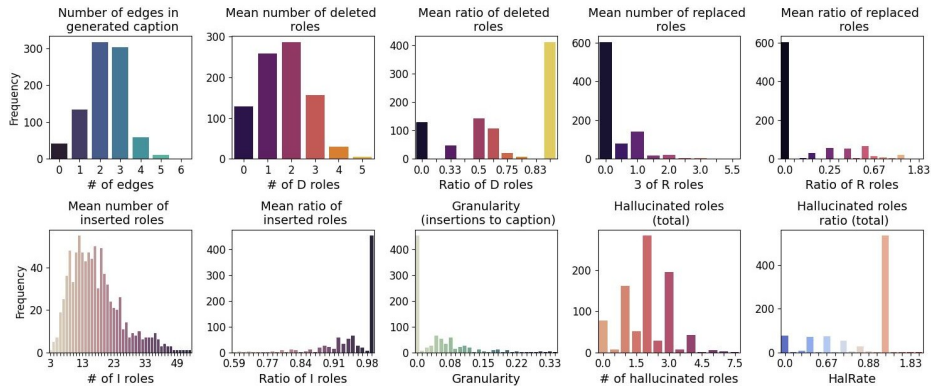 Number of edges in
generated caption
Frequency
300
200
100
0
0 1 2 3 4 5 6
# of edges
Mean number of deleted
roles
300
200
100
0
0 1 2 3 4 5
# of D roles
Mean ratio of deleted
roles
400
300
200
100
0
0.0 0.33 0.5 0.75 0.83
Ratio of D roles
Mean number of replaced
roles
600
400
200
0
0.0 1.0 2.0 3.0 5.5
3 of R roles
Mean ratio of replaced
roles
600
400
200
0
0.0 0.25 0.42 0.60 1.83
Ratio of R roles
Mean number of
inserted roles
Frequency
40
20
0
3 13 23 33 43 53
# of I roles
Mean ratio of
inserted roles
400
300
200
100
0
0.59 0.77 0.84 0.91 0.98
Ratio of I roles
Granularity
(insertions to caption)
400
300
200
100
0
0.0 0.08 0.15 0.22 0.33
Granularity
Hallucinated roles
(total)
200
100
0
0.0 1.5 3.0 4.5 7.5
# of hallucinated roles
Hallucinated roles
ratio (total)
400
200
0
0.0 0.67 0.88 1.83
HalRate